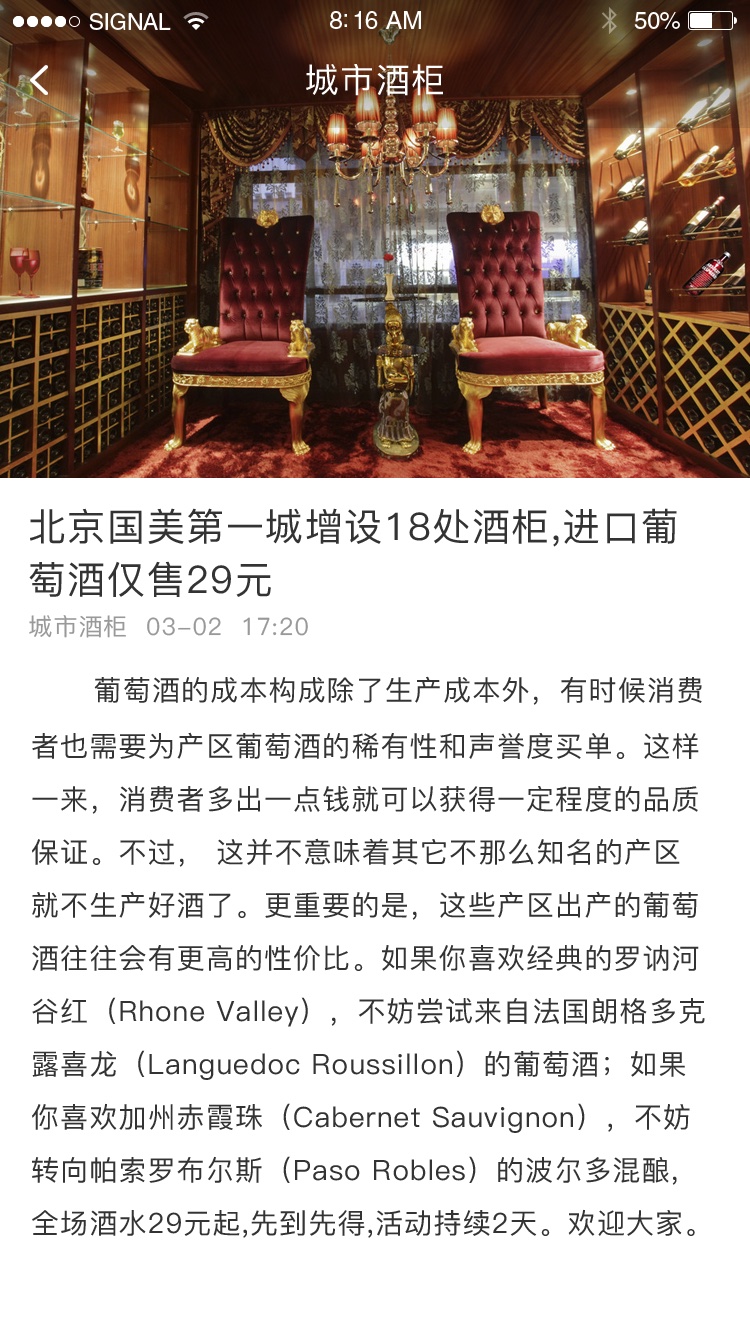 SIGNAL 8:16 AM 50%
城市酒柜
北京国美第一城增设18处酒柜,进口葡
萄酒仅售29元
城市酒柜 03-02 17:20
葡萄酒的成本构成除了生产成本外，有时候消费
者也需要为产区葡萄酒的稀有性和声誉度买单。这样
一来，消费者多出一点钱就可以获得一定程度的品质
保证。不过， 这并不意味着其它不那么知名的产区
就不生产好酒了。更重要的是，这些产区出产的葡萄
酒往往会有更高的性价比。如果你喜欢经典的罗讷河
谷红（Rhone Valley），不妨尝试来自法国朗格多克
露喜龙（Languedoc Roussillon）的葡萄酒；如果
你喜欢加州赤霞珠（Cabernet Sauvignon），不妨
转向帕索罗布尔斯（Paso Robles）的波尔多混酿，
全场酒水29元起,先到先得,活动持续2天。欢迎大家。